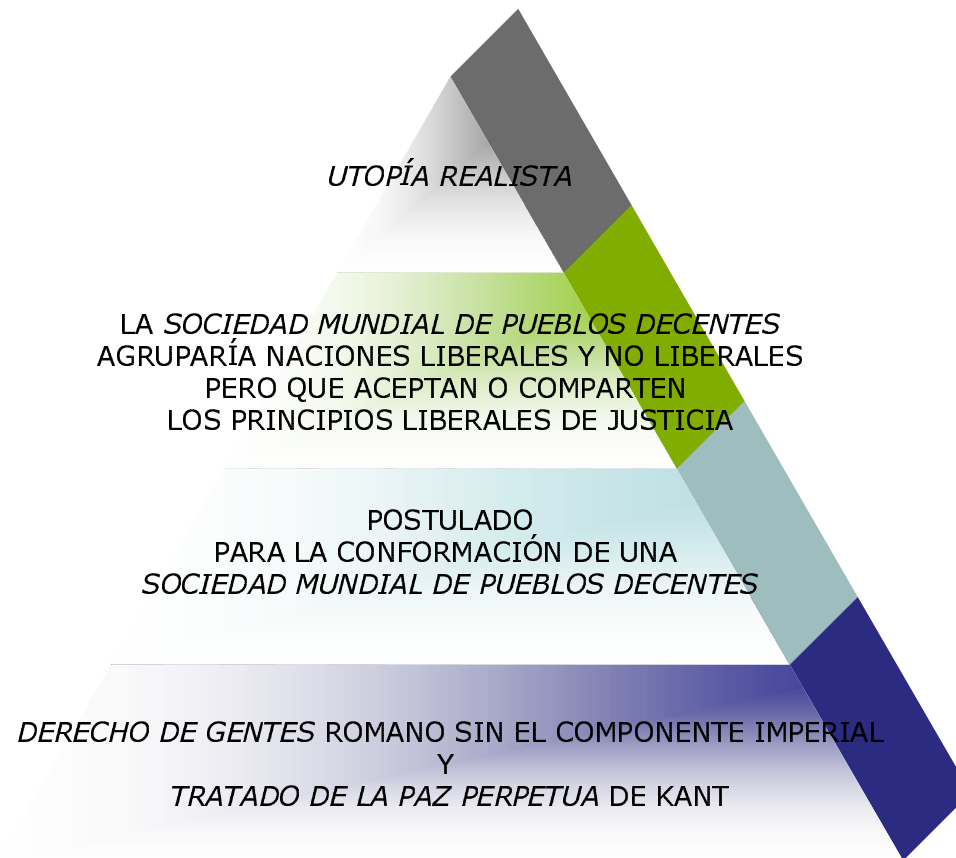 UTOPÍA REALISTA
LA SOCIEDAD MUNDIAL DE PUEBLOS DECENTES
AGRUPARÍA NACIONES LIBERALES Y NO LIBERALES
PERO QUE ACEPTAN O COMPARTEN
LOS PRINCIPIOS LIBERALES DE JUSTICIA
POSTULADO
PARA LA CONFORMACIÓN DE UNA
SOCIEDAD MUNDIAL DE PUEBLOS DECENTES
DERECHO DE GENTES ROMANO SIN EL COMPONENTE IMPERIAL
Y
TRATADO DE LA PAZ PERPETUA DE KANT